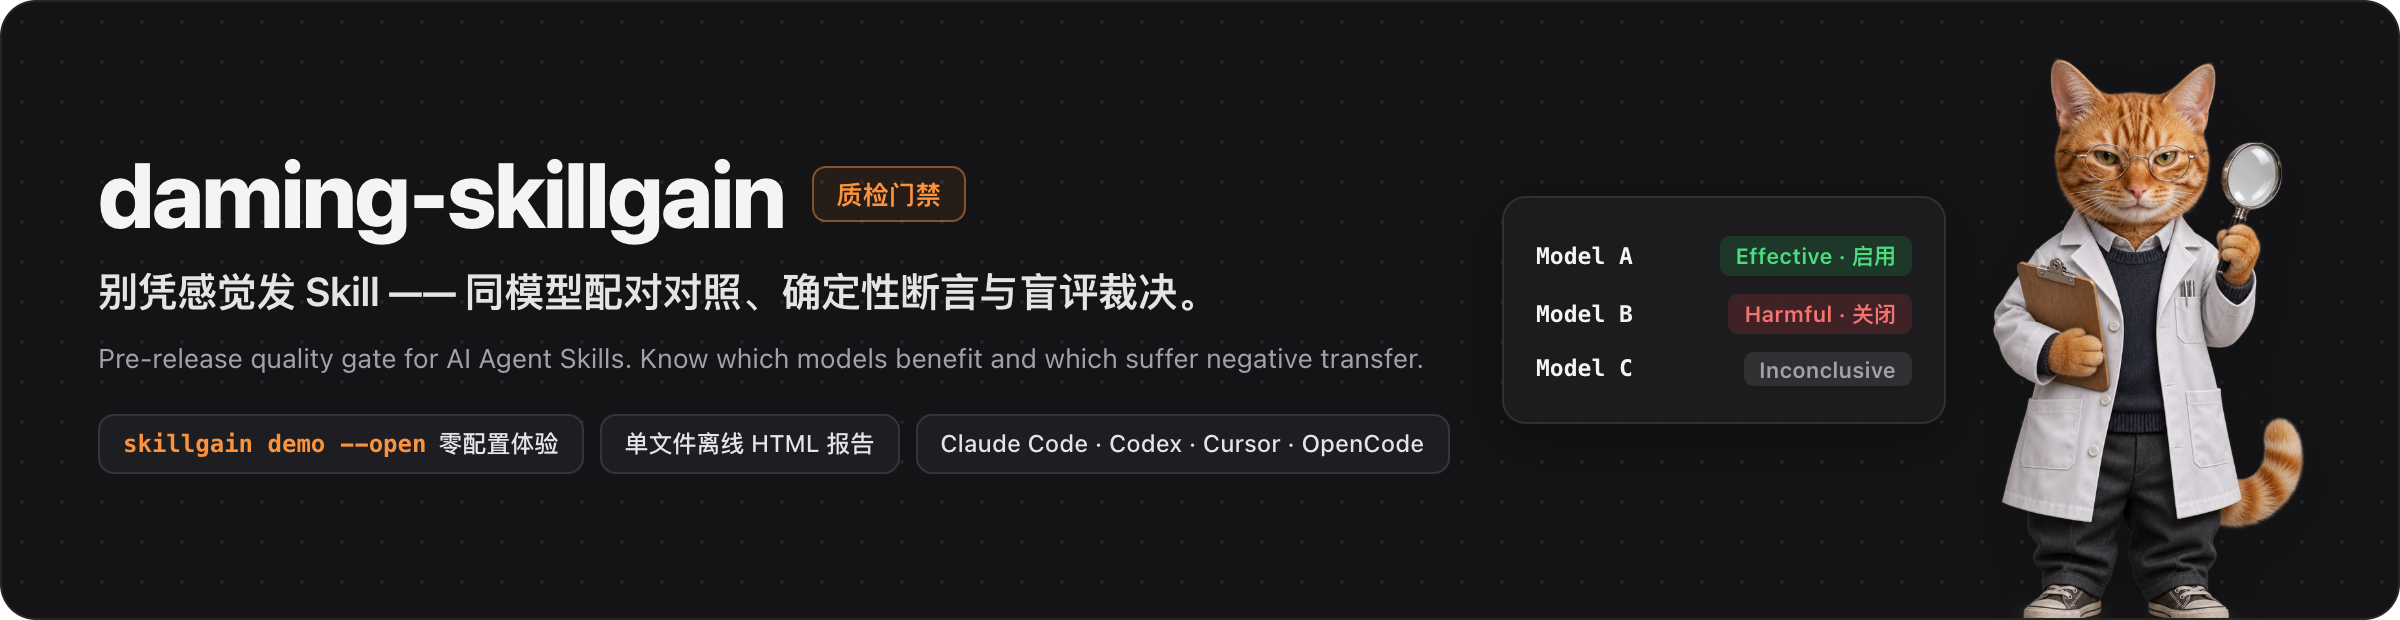 daming-skillgain
质检门禁
别凭感觉发 Skill —— 同模型配对对照、确定性断言与盲评裁决。
Pre-release quality gate for AI Agent Skills. Know which models benefit and which suffer negative transfer.
skillgain demo --open 零配置体验
单文件离线 HTML 报告
Claude Code · Codex · Cursor · OpenCode
Model A Effective · 启用
Model B Harmful · 关闭
Model C Inconclusive